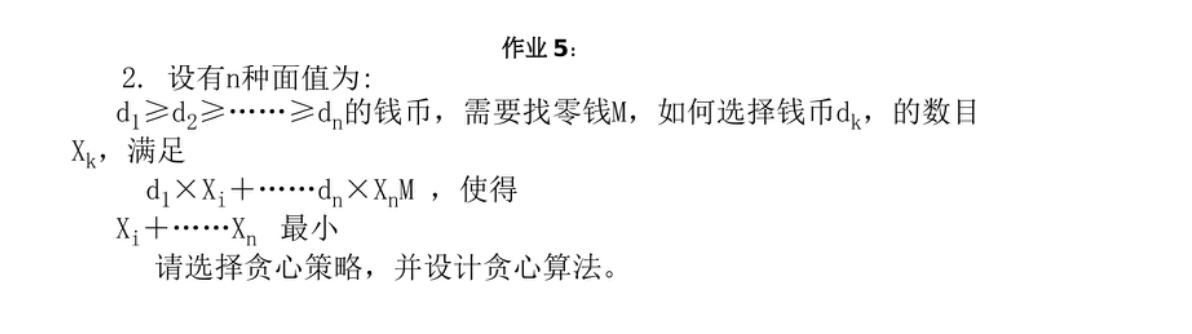 作业 5:
2. 设有n种面值为:
d₁≥d₂≥……≥dₙ的钱币，需要找零钱M，如何选择钱币dₖ，的数目
Xₖ，满足
d₁×Xᵢ＋……dₙ×XₙM ，使得
Xᵢ＋……Xₙ 最小
请选择贪心策略，并设计贪心算法。